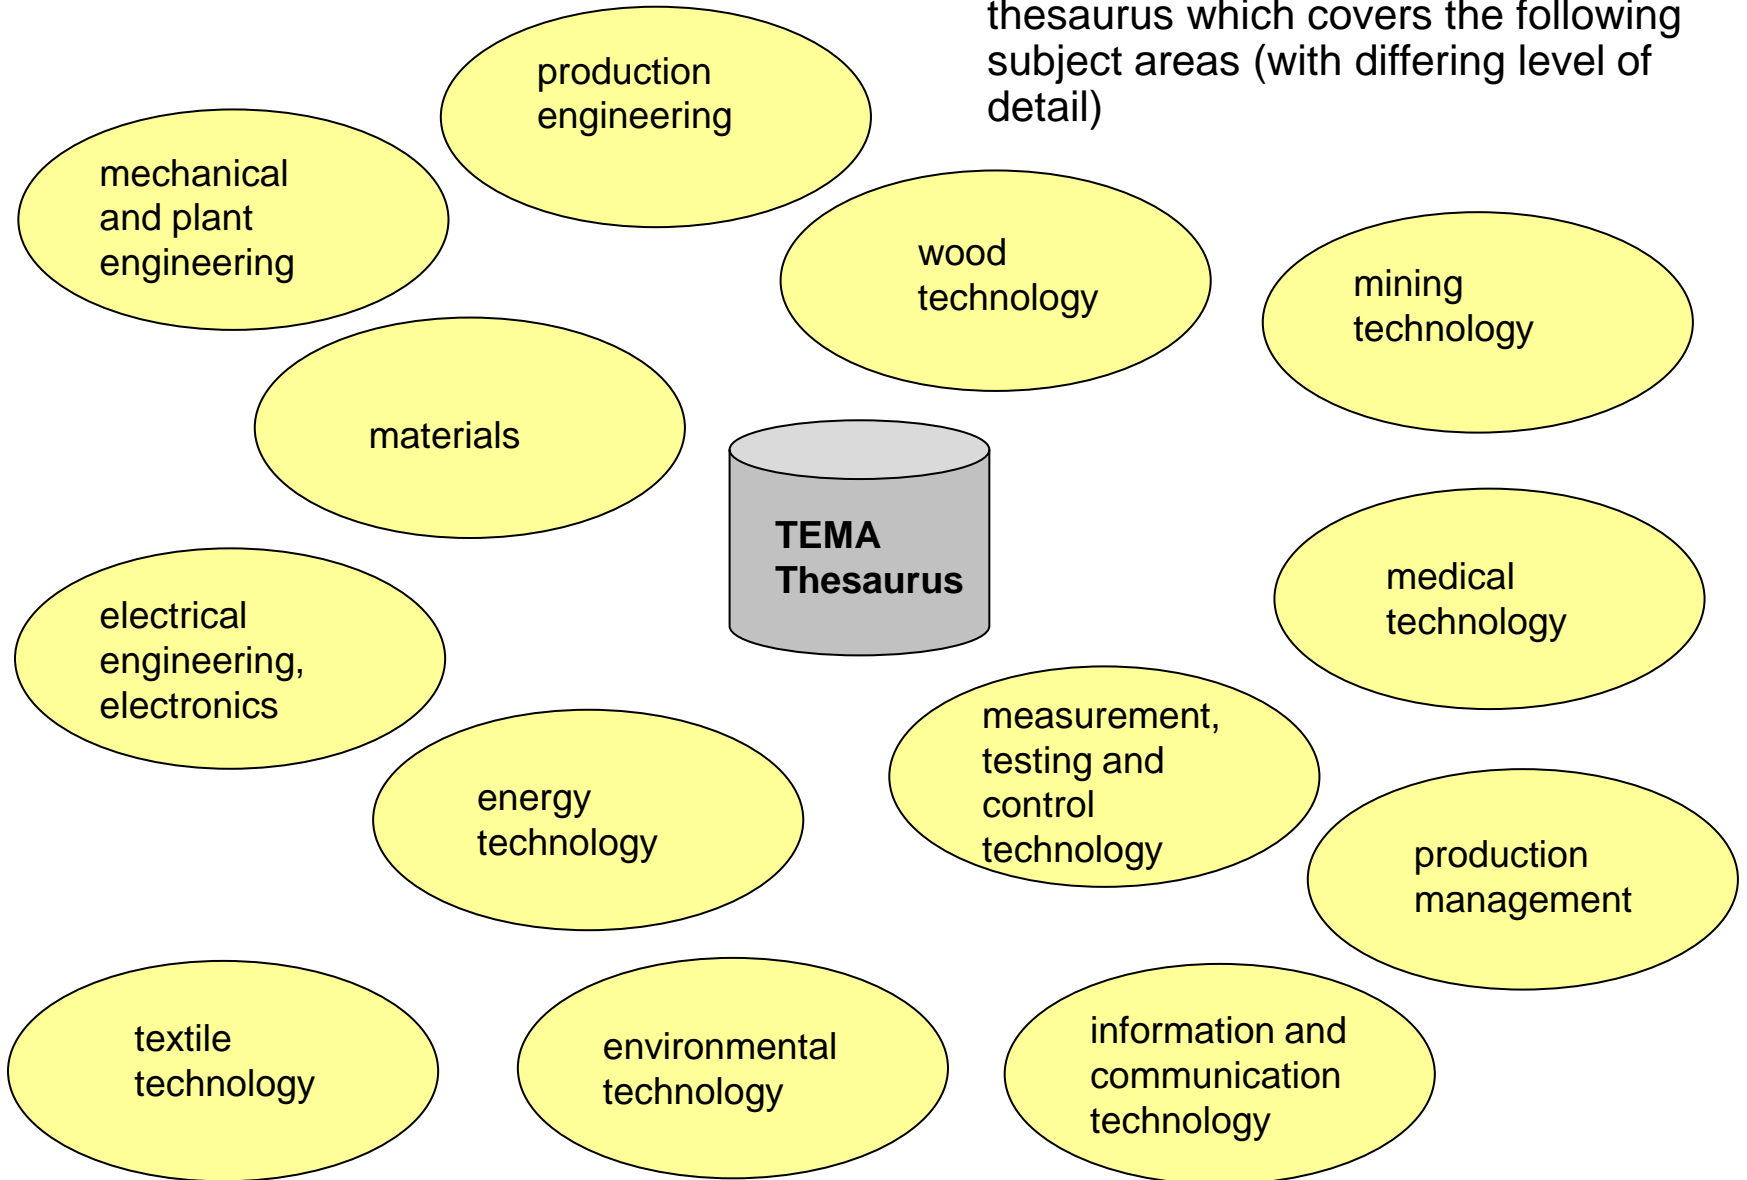 thesaurus which covers the following
subject areas (with differing level of
detail)
production
engineering
mechanical
and plant
engineering
wood
technology
mining
technology
materials
TEMA
Thesaurus
medical
technology
electrical
engineering,
electronics
measurement,
testing and
control
technology
energy
technology
production
management
textile
technology
environmental
technology
information and
communication
technology